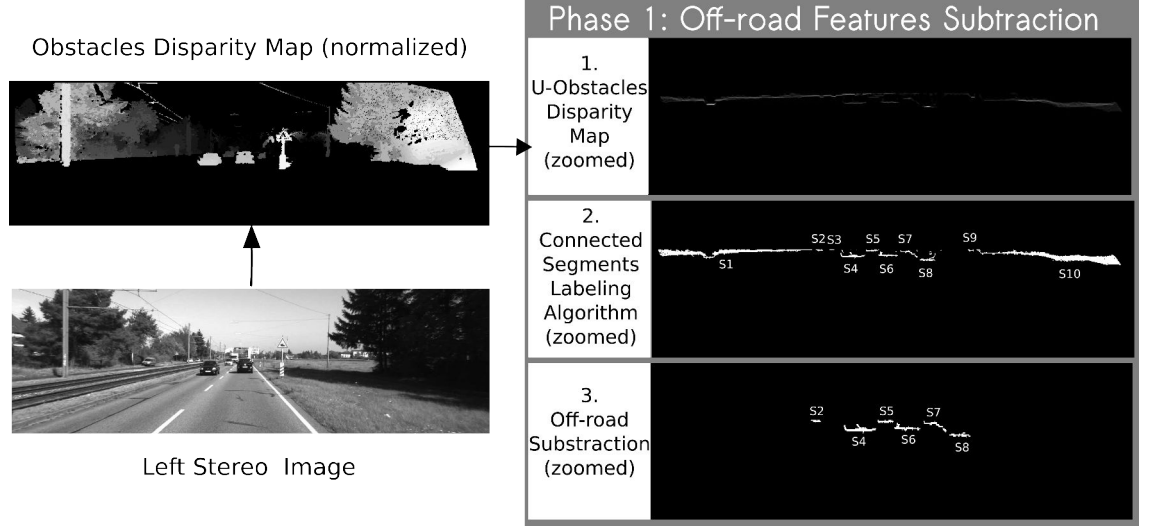 Phase 1: Off-road Features Subtraction
Obstacles Disparity Map (normalized)
1.
U-Obstacles
Disparity
Map
(zoomed)
2.
Connected
Segments
Labeling
Algorithm
(zoomed)
S2 S3 S5 S7 S9
S1 S4 S6 S8 S10
3.
Off-road
Substraction
(zoomed)
S2 S5 S7
S4 S6 S8
Left Stereo Image